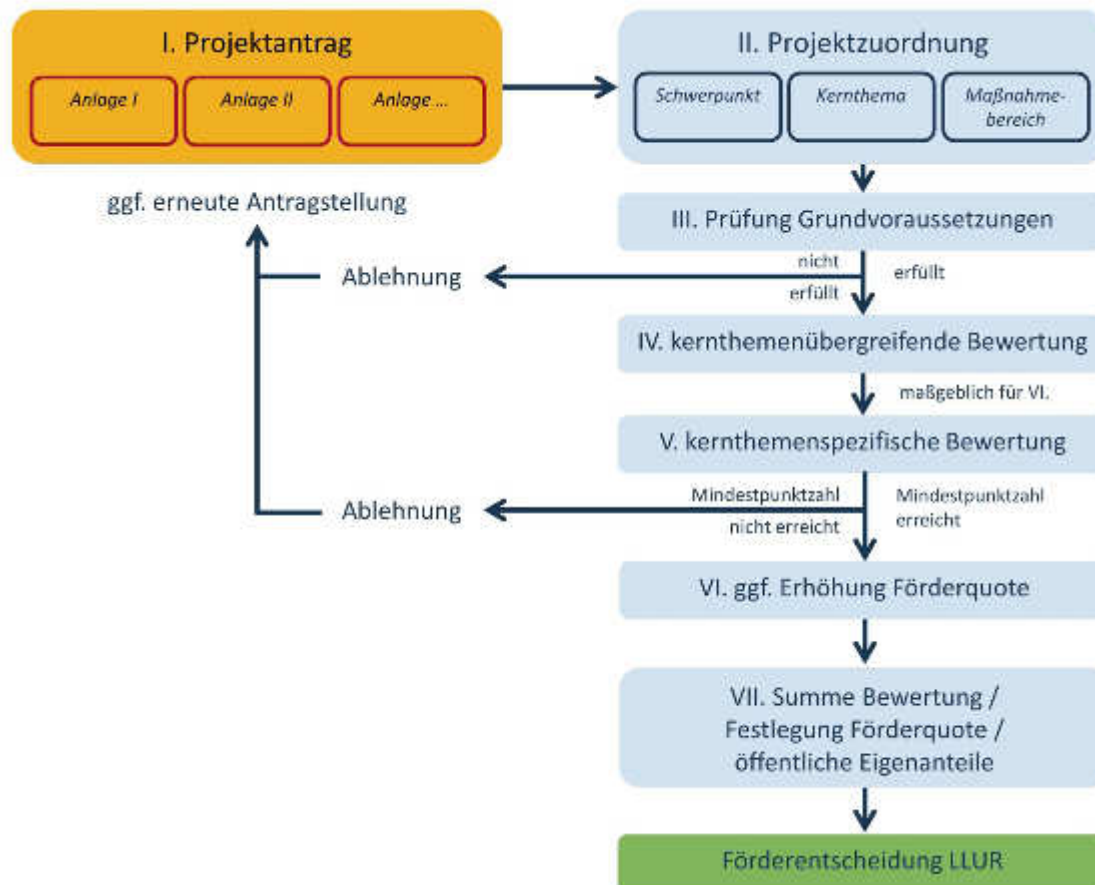 I. Projektantrag
Anlage I
Anlage II
Anlage ...
II. Projektzuordnung
Schwerpunkt
Kernthema
Maßnahme-
bereich
ggf. erneute Antragstellung
III. Prüfung Grundvoraussetzungen
nicht
erfüllt
erfüllt
Ablehnung
IV. kernthemenübergreifende Bewertung
maßgeblich für VI.
V. kernthemenspezifische Bewertung
Mindestpunktzahl
nicht erreicht
Mindestpunktzahl
erreicht
Ablehnung
VI. ggf. Erhöhung Förderquote
VII. Summe Bewertung /
Festlegung Förderquote /
öffentliche Eigenanteile
Förderentscheidung LLUR